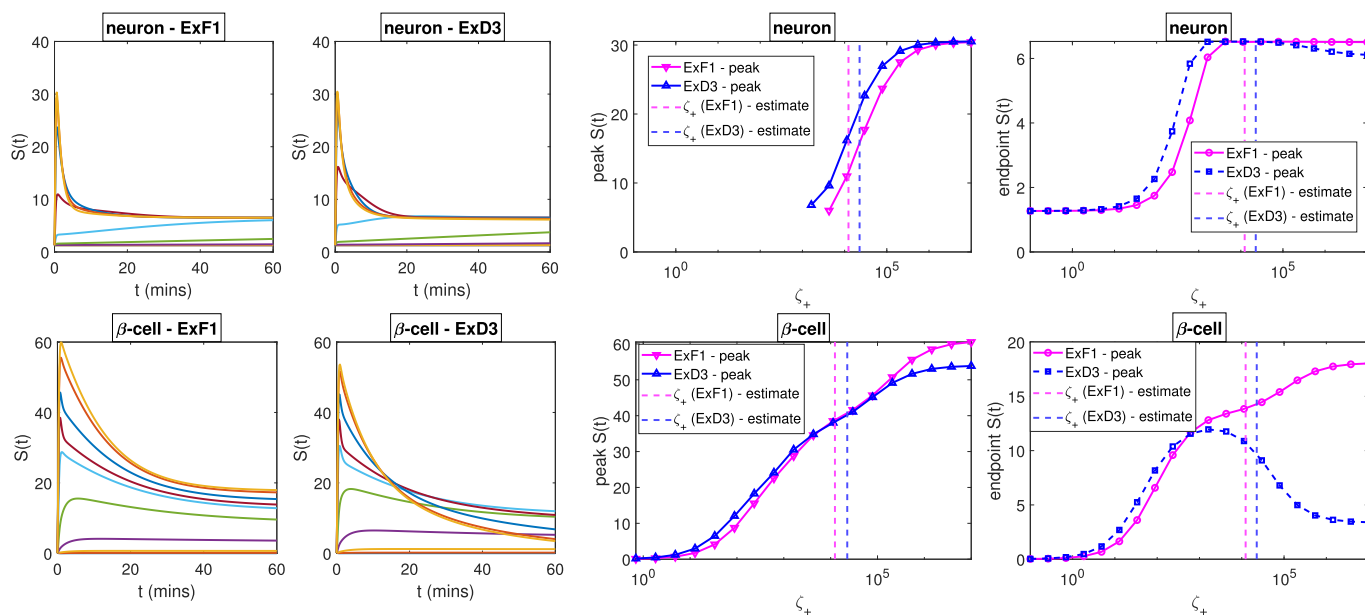 neuron - ExF1
40
30
20
10
0
S(t)
0 20 40 60
t (mins)
neuron - ExD3
40
30
20
10
0
0 20 40 60
t (mins)
neuron
30
20
10
0
peak S(t)
ExF1 - peak
ExD3 - peak
ζ+ (ExF1) - estimate
ζ+ (ExD3) - estimate
10^0 10^5
ζ+
neuron
6
4
2
0
endpoint S(t)
ExF1 - peak
ExD3 - peak
ζ+ (ExF1) - estimate
ζ+ (ExD3) - estimate
10^0 10^5
ζ+
β-cell - ExF1
60
40
20
0
S(t)
0 20 40 60
t (mins)
β-cell - ExD3
60
40
20
0
0 20 40 60
t (mins)
β-cell
60
50
40
30
20
10
0
peak S(t)
ExF1 - peak
ExD3 - peak
ζ+ (ExF1) - estimate
ζ+ (ExD3) - estimate
10^0 10^5
ζ+
β-cell
20
15
10
5
0
endpoint S(t)
ExF1 - peak
ExD3 - peak
ζ+ (ExF1) - estimate
ζ+ (ExD3) - estimate
10^0 10^5
ζ+